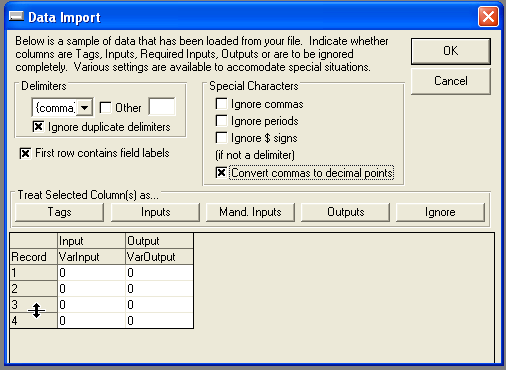 Data Import
Below is a sample of data that has been loaded from your file. Indicate whether
columns are Tags, Inputs, Required Inputs, Outputs or are to be ignored
completely. Various settings are available to accomodate special situations.
OK
Cancel
Delimiters
{comma}
Other
Ignore duplicate delimiters
First row contains field labels
Special Characters
Ignore commas
Ignore periods
Ignore $ signs
(if not a delimiter)
Convert commas to decimal points
Treat Selected Column(s) as...
Tags Inputs Mand. Inputs Outputs Ignore
Input Output
Record VarInput VarOutput
1 0 0
2 0 0
3 0 0
4 0 0